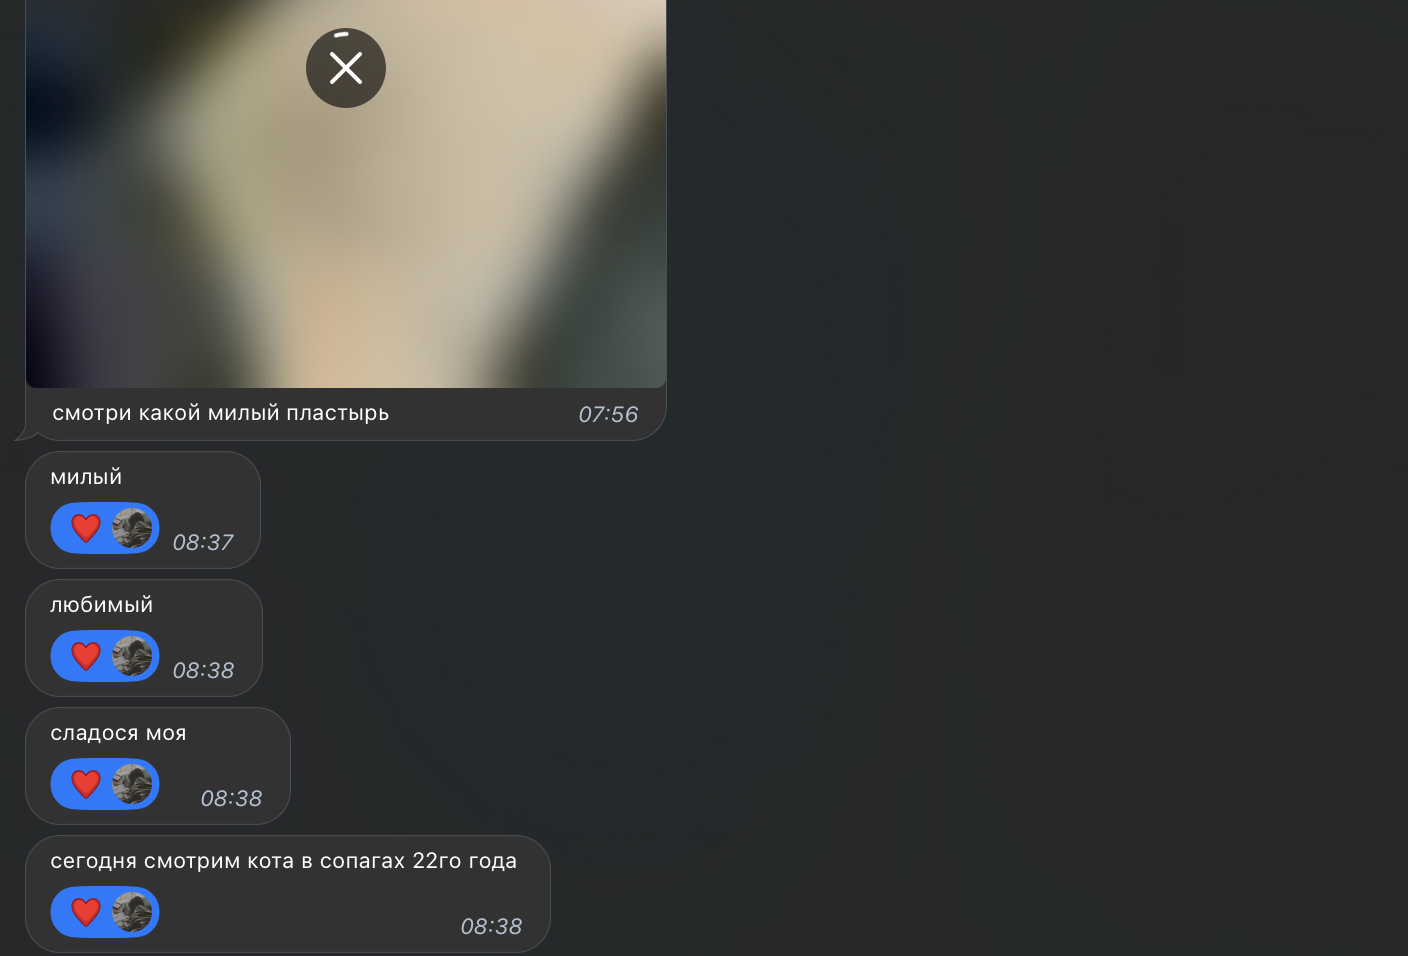 смотри какой милый пластырь 07:56
милый
❤️ 08:37
любимый
❤️ 08:38
сладося моя
❤️ 08:38
сегодня смотрим кота в сопагах 22го года
❤️ 08:38